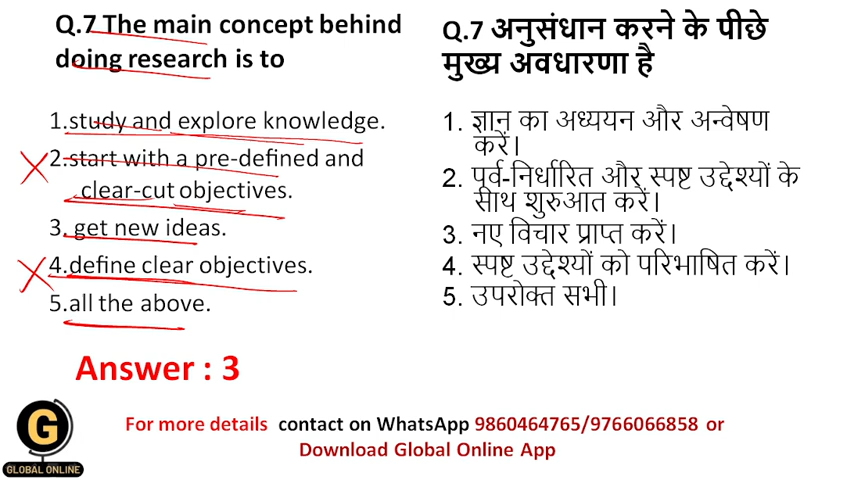 Q.7 The main concept behind
doing research is to
1.study and explore knowledge.
2.start with a pre-defined and
clear-cut objectives.
3. get new ideas.
4.define clear objectives.
5.all the above.
Answer : 3
Q.7 अनुसंधान करने के पीछे
मुख्य अवधारणा है
1. ज्ञान का अध्ययन और अन्वेषण
करें।
2. पूर्व-निर्धारित और स्पष्ट उद्देश्यों के
साथ शुरुआत करें।
3. नए विचार प्राप्त करें।
4. स्पष्ट उद्देश्यों को परिभाषित करें।
5. उपरोक्त सभी।
G
GLOBAL ONLINE
For more details contact on WhatsApp 9860464765/9766066858 or
Download Global Online App